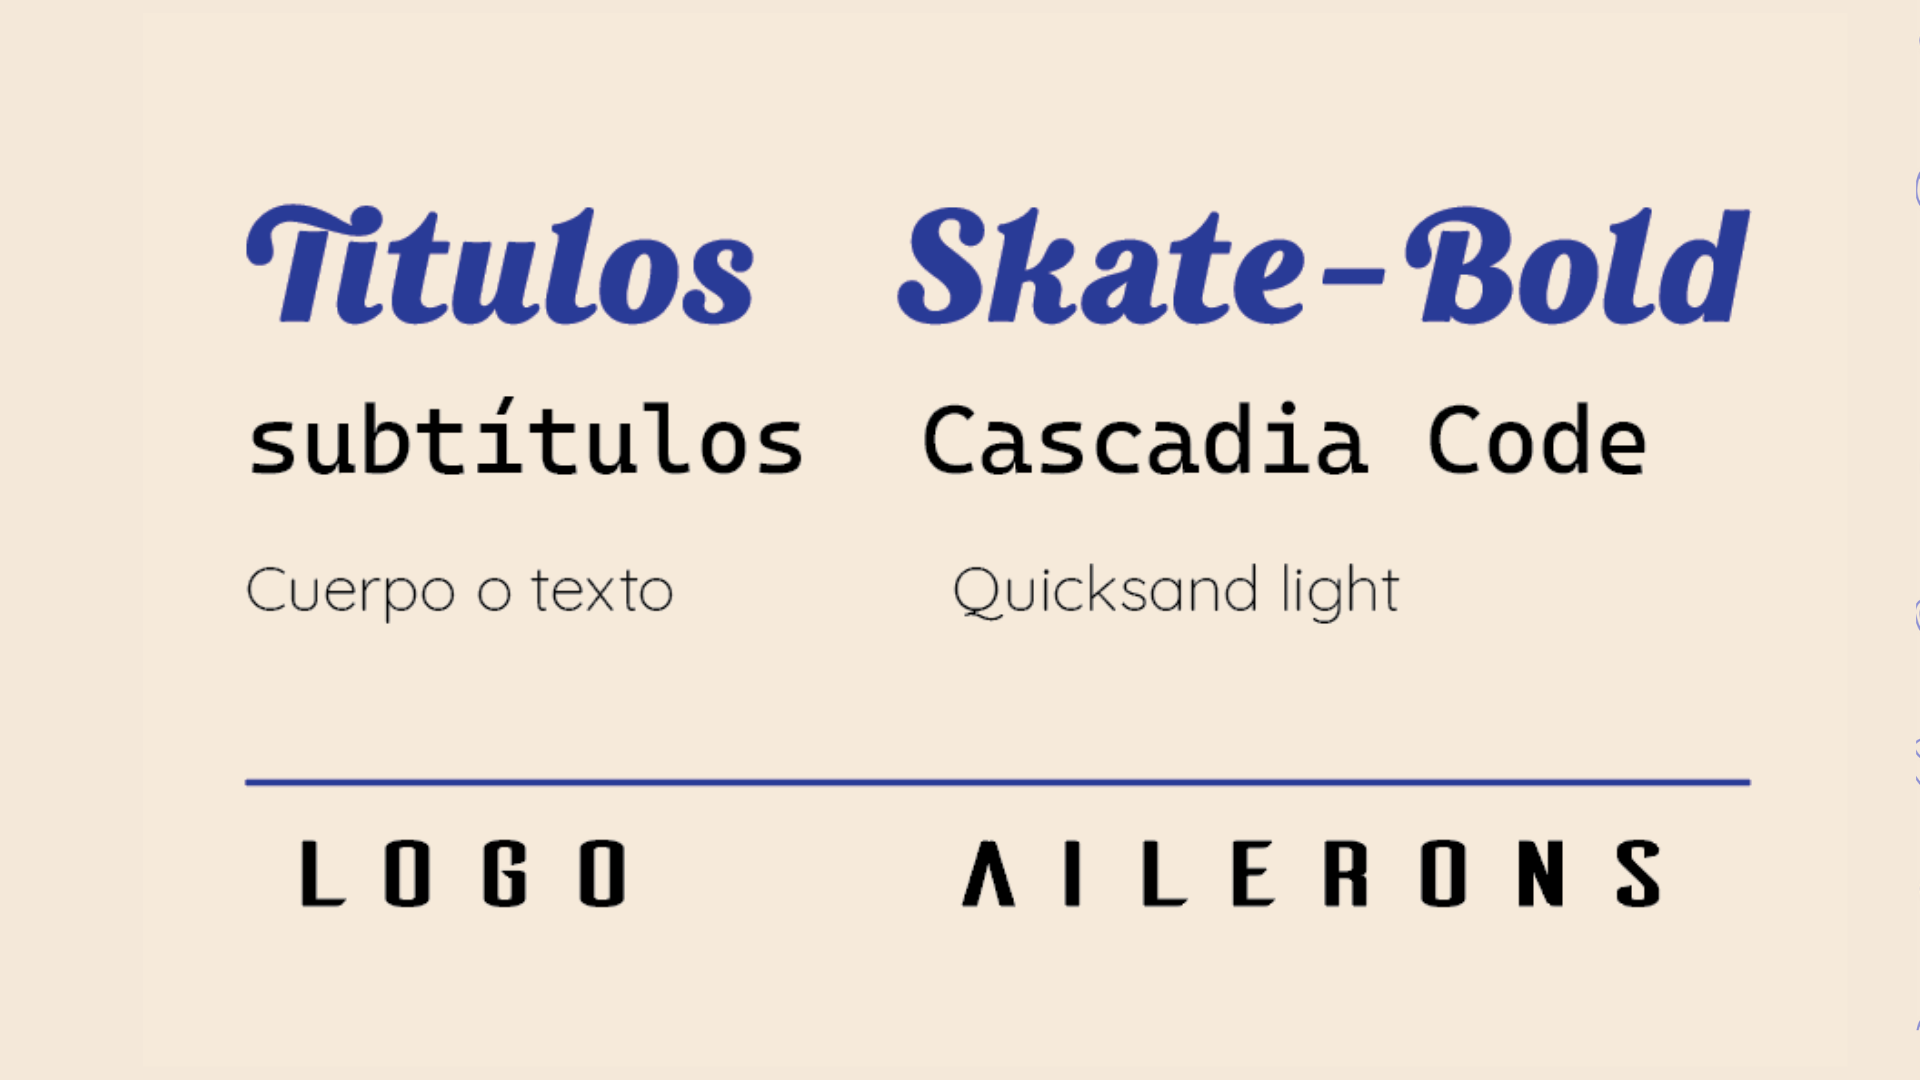 Titulos Skate-Bold
subtítulos Cascadia Code
Cuerpo o texto Quicksand light
LOGO AILERONS